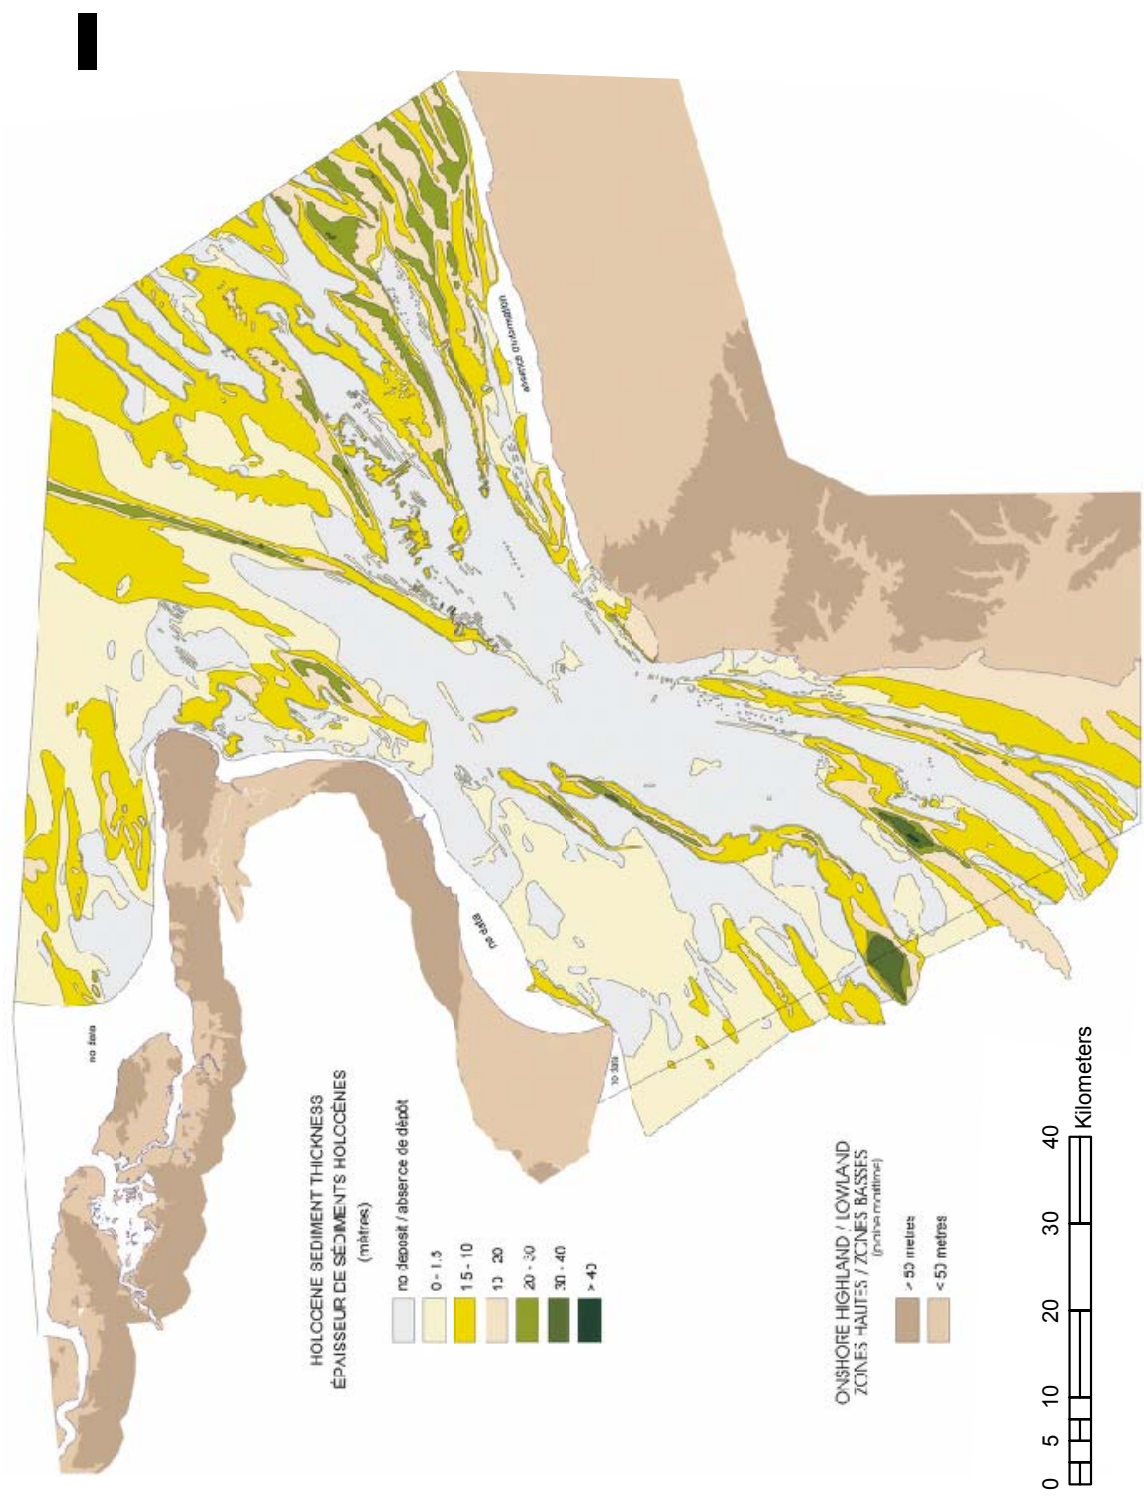 HOLOCENE SEDIMENT THICKNESS
ÉPAISSEUR DE SÉDIMENTS HOLOCÈNES
(mètres)
no deposit / absence de dépôt
0 - 1.5
1.5 - 10
10 20
20 - 30
30 - 40
> 40
ONSHORE HIGHLAND / LOWLAND
ZONES HAUTES / ZONES BASSES
> 50 metres
< 50 metres
0 5 10 20 30 40
Kilometers
no data
no data
no data
absence d'information